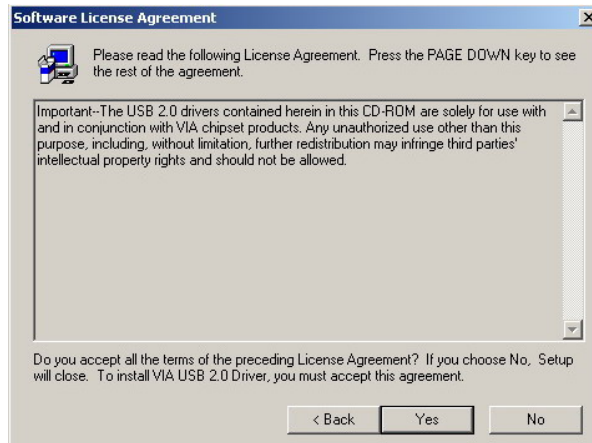 Software License Agreement
Please read the following License Agreement. Press the PAGE DOWN key to see
the rest of the agreement.
Important--The USB 2.0 drivers contained herein in this CD-ROM are solely for use with
and in conjunction with VIA chipset products. Any unauthorized use other than this
purpose, including, without limitation, further redistribution may infringe third parties'
intellectual property rights and should not be allowed.
Do you accept all the terms of the preceding License Agreement? If you choose No, Setup
will close. To install VIA USB 2.0 Driver, you must accept this agreement.
< Back Yes No